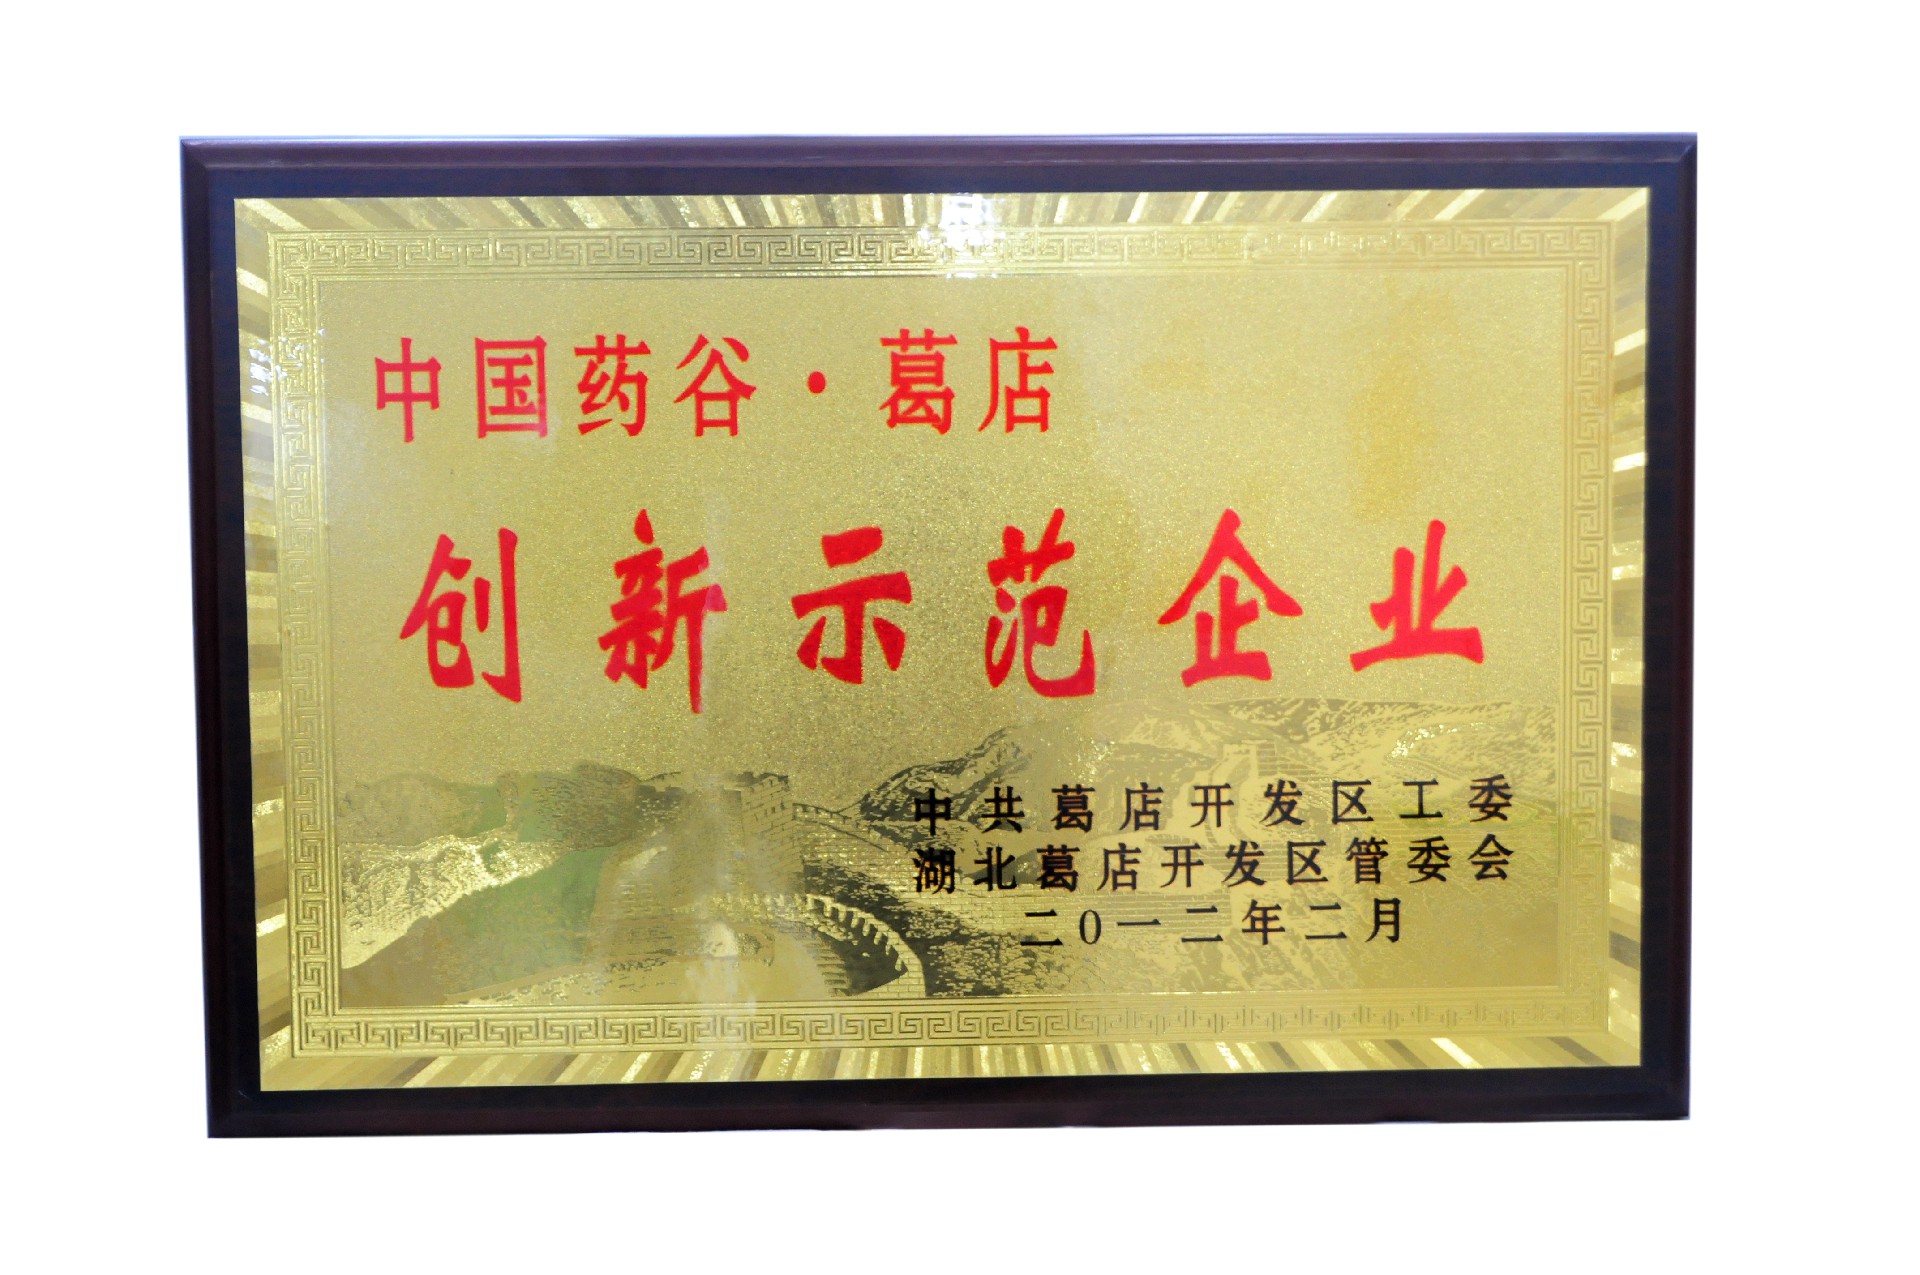 中国药谷·葛店
创新示范企业
中共葛店开发区工委
湖北葛店开发区管委会
二0一二年二月